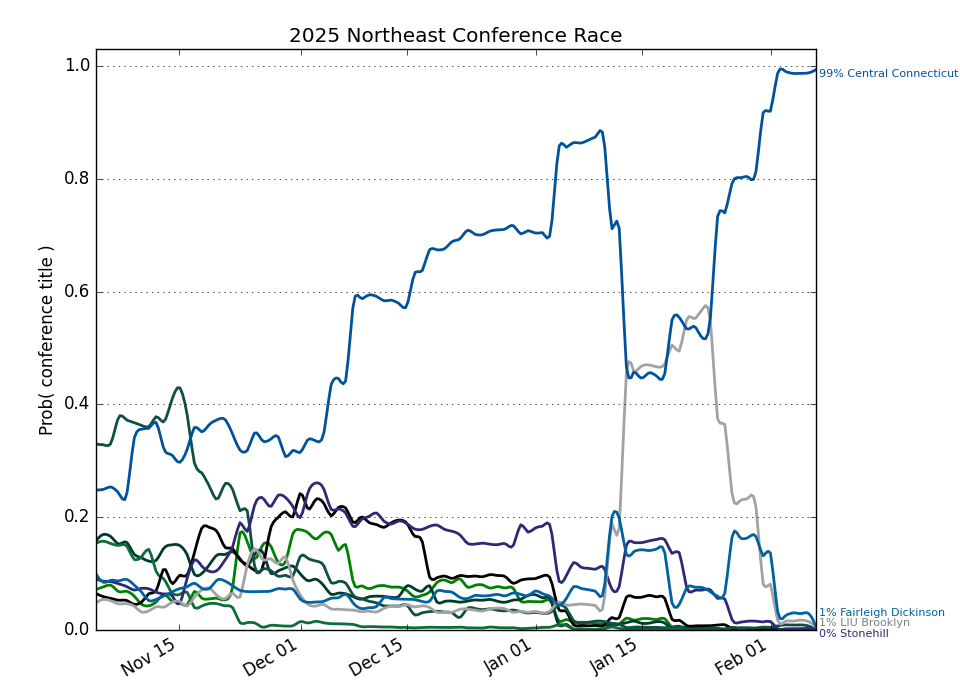 2025 Northeast Conference Race
Prob( conference title )
1.0
0.8
0.6
0.4
0.2
0.0
99% Central Connecticut
1% Fairleigh Dickinson
1% LIU Brooklyn
0% Stonehill
Nov 15
Dec 01
Dec 15
Jan 01
Jan 15
Feb 01